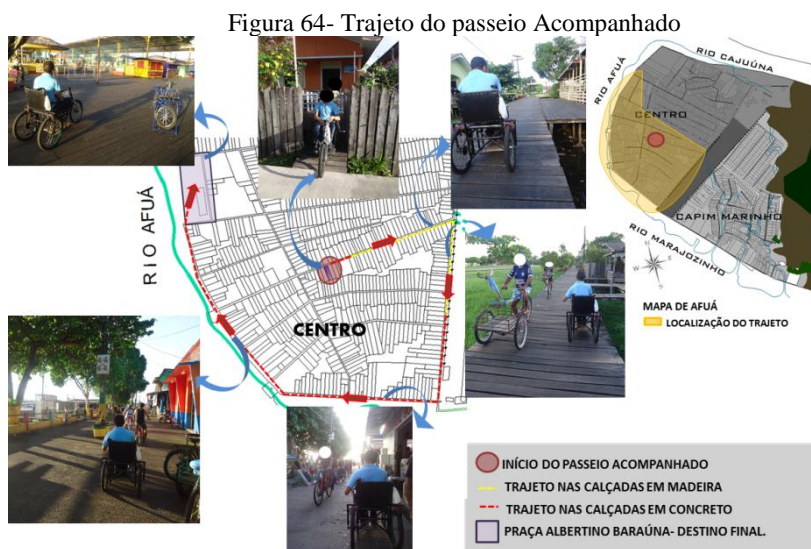 Figura 64- Trajeto do passeio Acompanhado
RIO AFUÁ
CENTRO
RIO CAJUÚNA
RIO AFUÁ
CENTRO
CAPIM MARINHO
RIO MARAJOZINHO
N
W
E
S
MAPA DE AFUÁ
LOCALIZAÇÃO DO TRAJETO
INÍCIO DO PASSEIO ACOMPANHADO
TRAJETO NAS CALÇADAS EM MADEIRA
TRAJETO NAS CALÇADAS EM CONCRETO
PRAÇA ALBERTINO BARAÚNA- DESTINO FINAL.